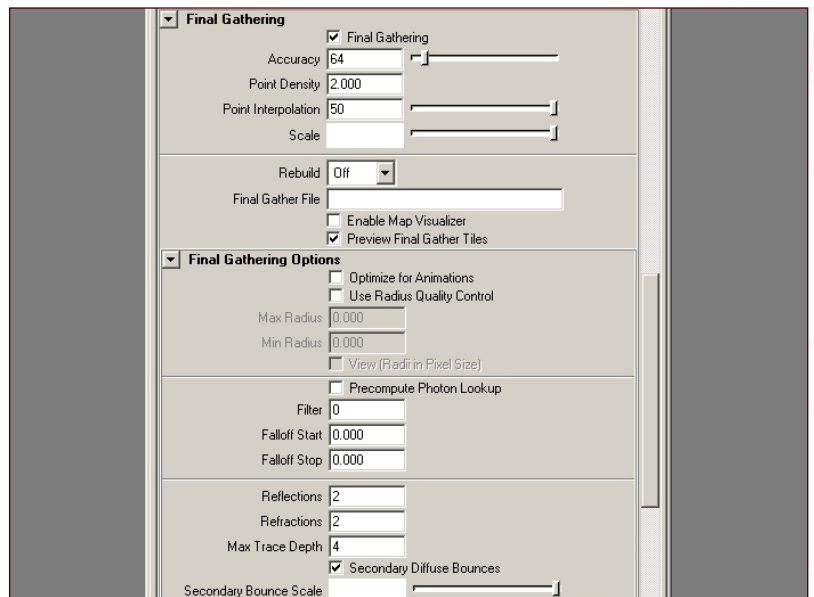 Final Gathering
Final Gathering
Accuracy 64
Point Density 2.000
Point Interpolation 50
Scale
Rebuild Off
Final Gather File
Enable Map Visualizer
Preview Final Gather Tiles
Final Gathering Options
Optimize for Animations
Use Radius Quality Control
Max Radius 0.000
Min Radius 0.000
View (Radii in Pixel Size)
Precompute Photon Lookup
Filter 0
Falloff Start 0.000
Falloff Stop 0.000
Reflections 2
Refractions 2
Max Trace Depth 4
Secondary Diffuse Bounces
Secondary Bounce Scale